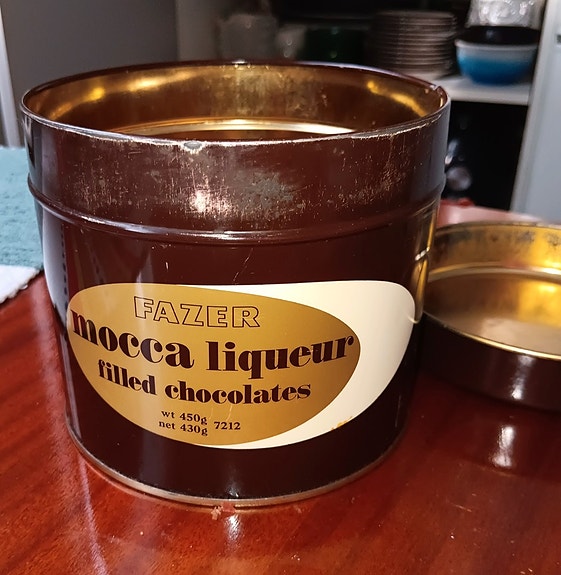 FAZER
mocca liqueur
filled chocolates
wt 450g
net 430g 7212